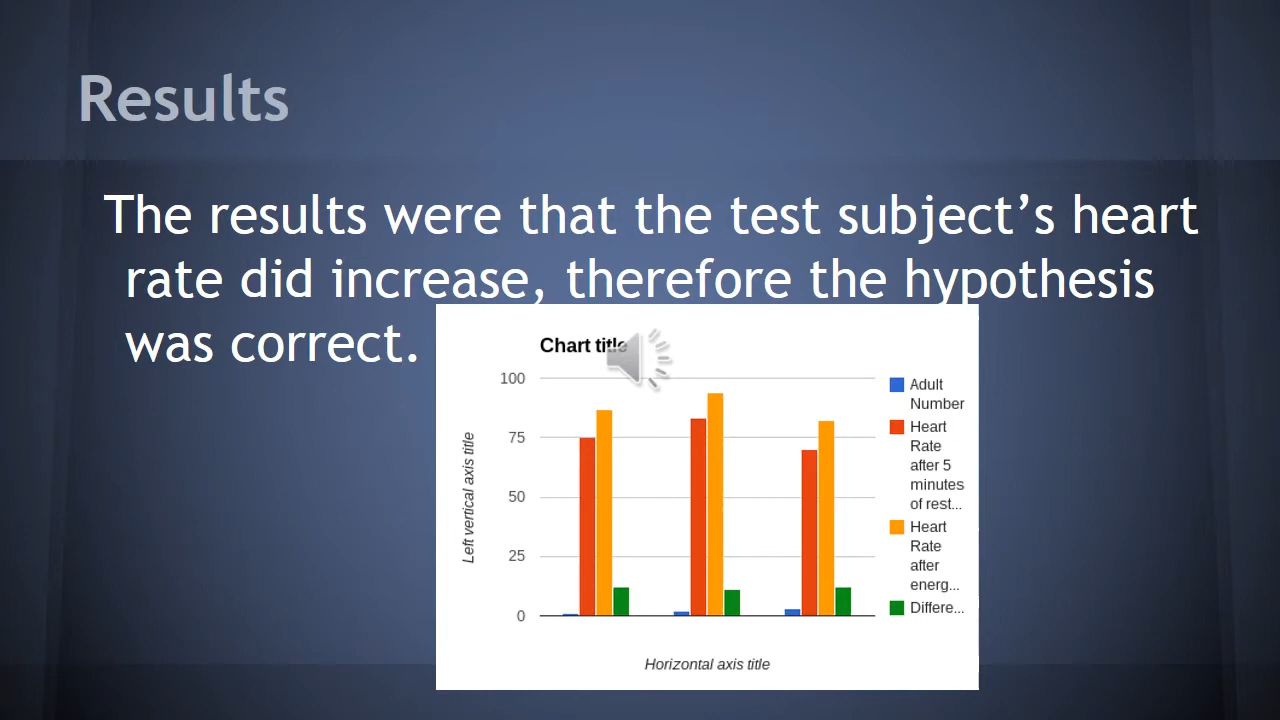 Results
The results were that the test subject’s heart
rate did increase, therefore the hypothesis
was correct.
Chart title
100
75
50
25
0
Left vertical axis title
Horizontal axis title
Adult
Number
Heart
Rate
after 5
minutes
of rest...
Heart
Rate
after
energ...
Differe...